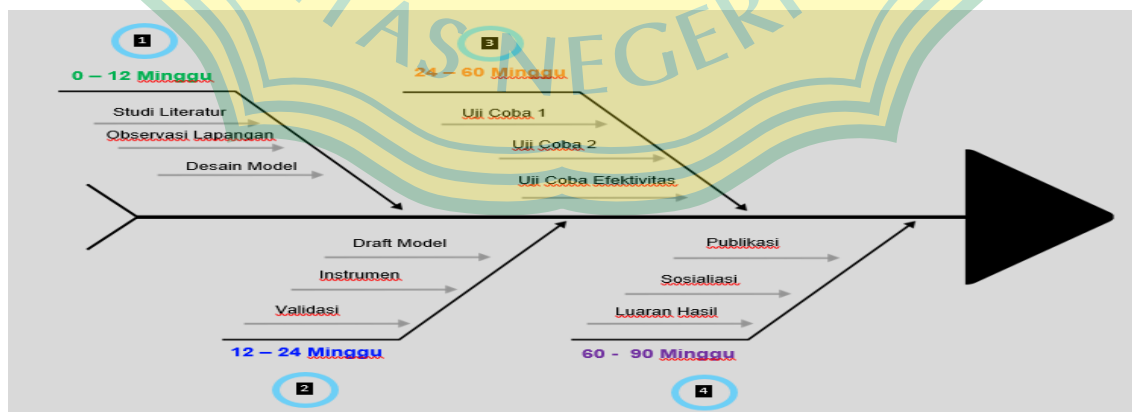 TAS NEGERI
1
3
0 – 12 Minggu
24 – 60 Minggu
Studi Literatur
Observasi Lapangan
Desain Model
Uji Coba 1
Uji Coba 2
Uji Coba Efektivitas
Draft Model
Instrumen
Validasi
12 – 24 Minggu
2
Publikasi
Sosialiasi
Luaran Hasil
60 - 90 Minggu
4